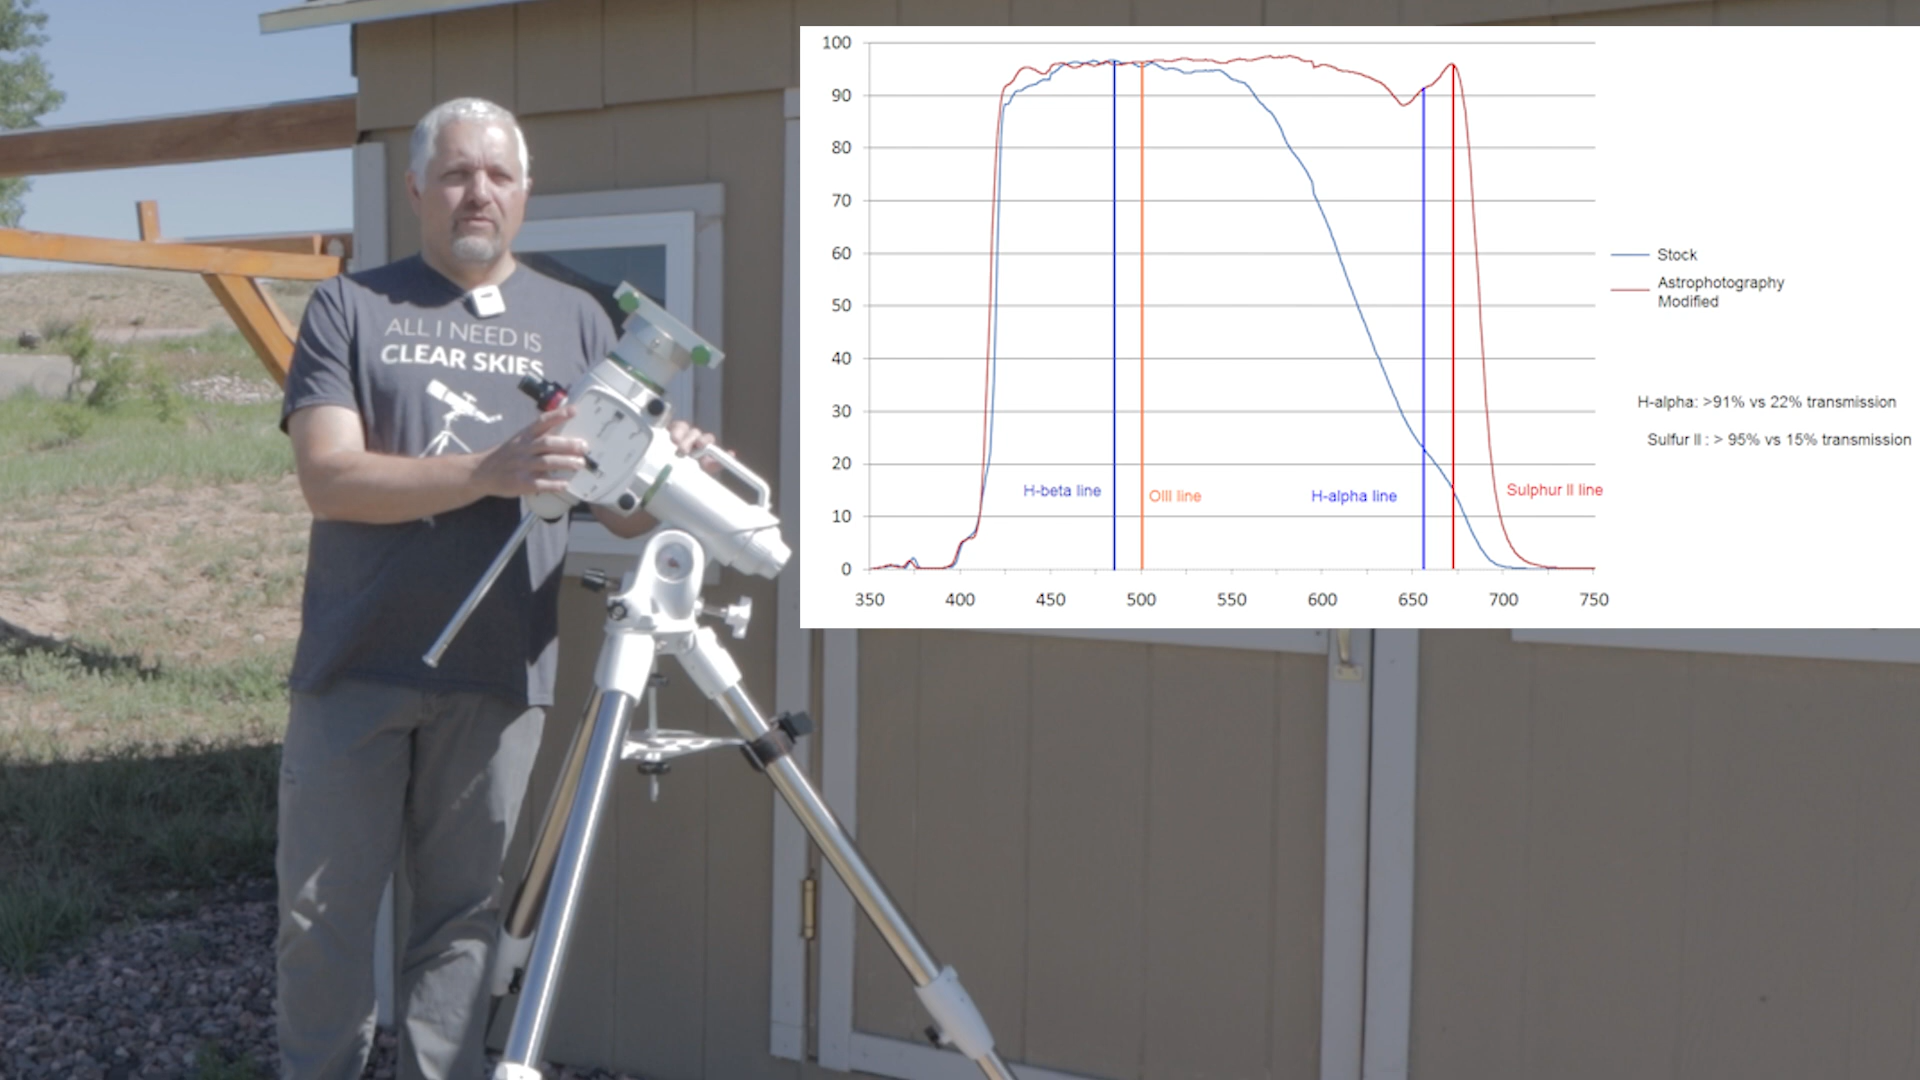 ALL I NEED IS
CLEAR SKIES
100
90
80
70
60
50
40
30
20
10
0
350 400 450 500 550 600 650 700 750
H-beta line
OIII line
H-alpha line
Sulphur II line
Stock
Astrophotography
Modified
H-alpha: >91% vs 22% transmission
Sulfur II : > 95% vs 15% transmission